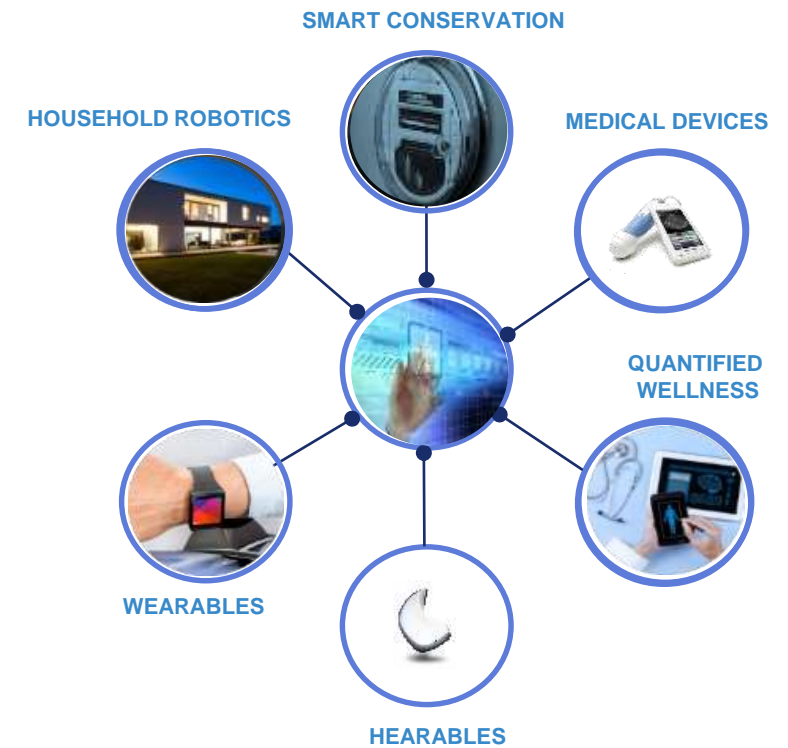 SMART CONSERVATION
HOUSEHOLD ROBOTICS
MEDICAL DEVICES
QUANTIFIED
WELLNESS
WEARABLES
HEARABLES